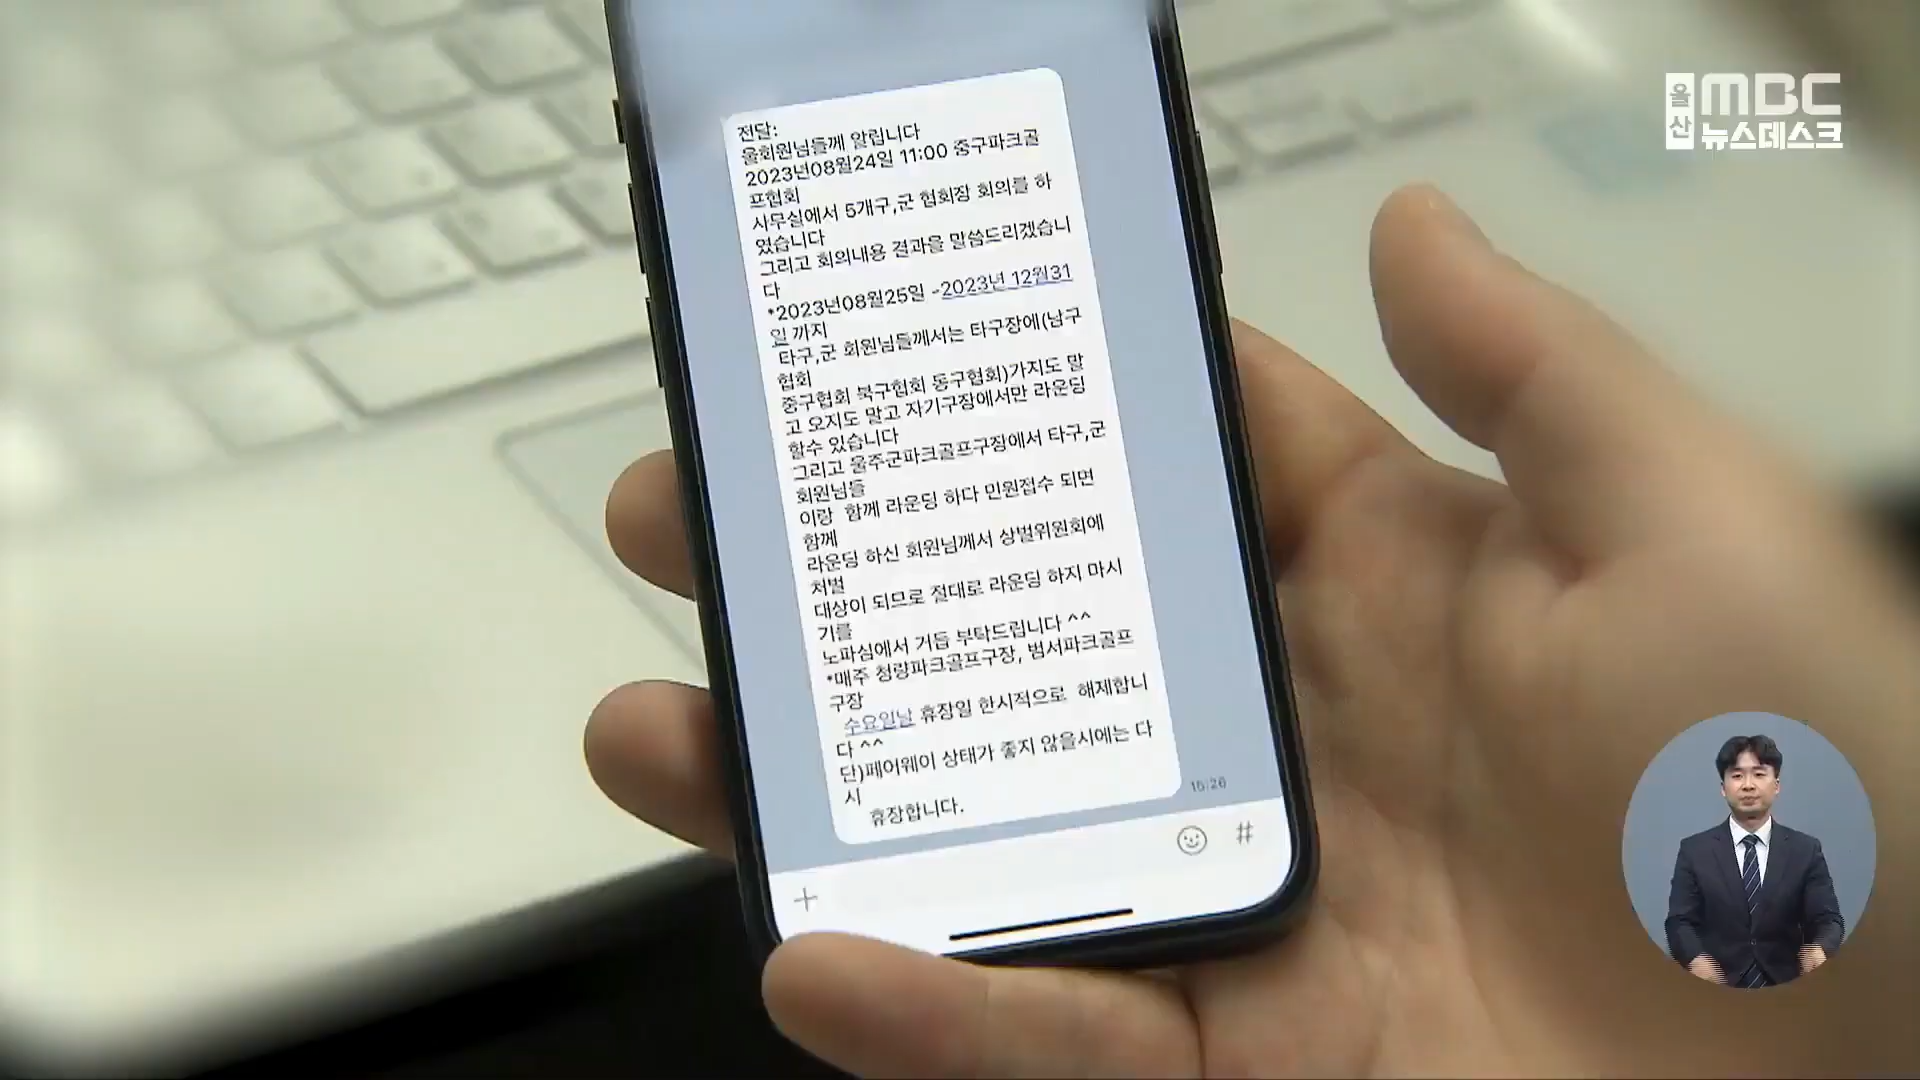 울산 MBC
뉴스데스크
전달:
울회원님들께 알립니다
2023년08월24일 11:00 중구파크골
프협회
사무실에서 5개구,군 협회장 회의를 하
였습니다
그리고 회의내용 결과을 말씀드리겠습니
다
*2023년08월25일 -2023년 12월31
일 까지
타구,군 회원님들께서는 타구장에(남구
협회
중구협회 북구협회 동구협회)가지도 말
고 오지도 말고 자기구장에서만 라운딩
할수 있습니다
그리고 울주군파크골프구장에서 타구,군
회원님들
이랑 함께 라운딩 하다 민원접수 되면
함께
라운딩 하신 회원님께서 상벌위원회에
처벌
대상이 되므로 절대로 라운딩 하지 마시
기를
노파심에서 거듭 부탁드립니다 ^^
*매주 청량파크골프구장, 범서파크골프
구장
수요일날 휴장일 한시적으로 해제합니
다 ^^
단)페어웨이 상태가 좋지 않을시에는 다
시
휴장합니다.
#